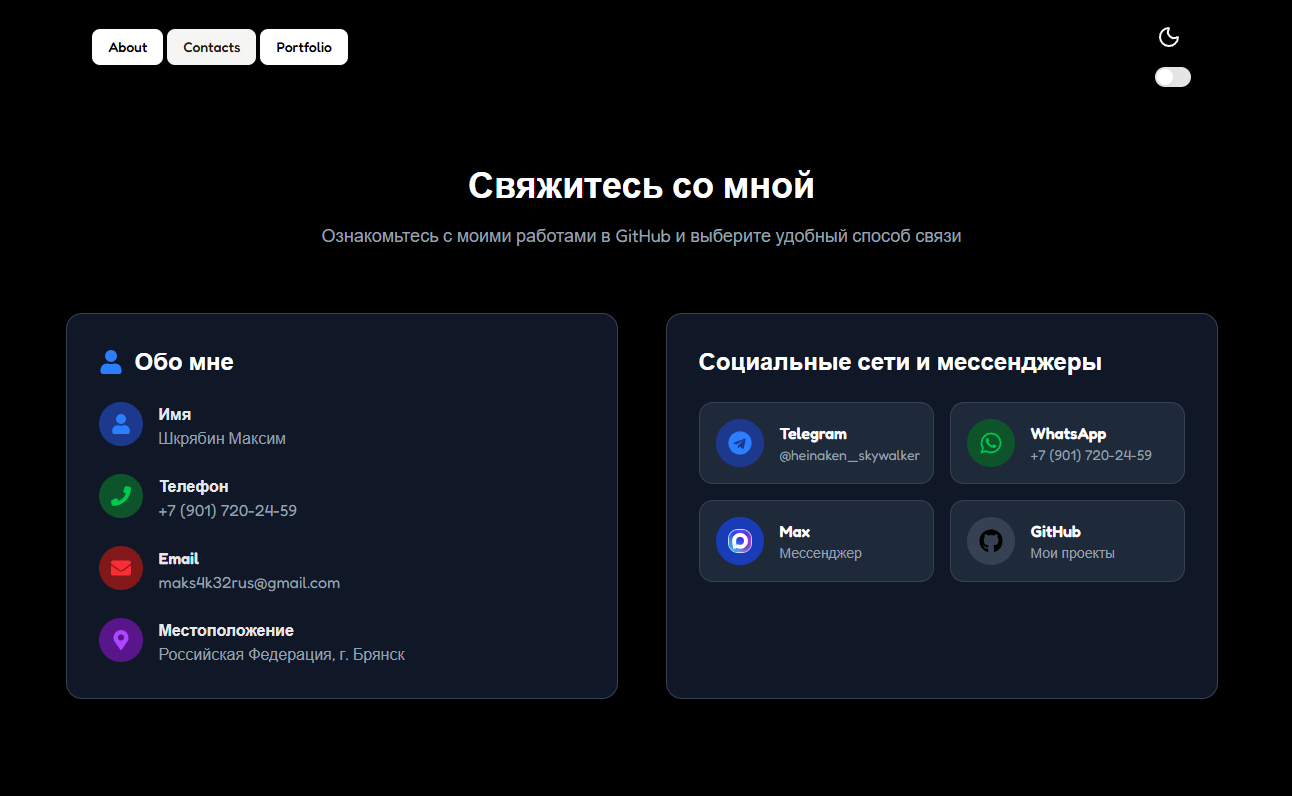 About
Contacts
Portfolio
Свяжитесь со мной
Ознакомьтесь с моими работами в GitHub и выберите удобный способ связи
Обо мне
Имя
Шкрябин Максим
Телефон
+7 (901) 720-24-59
Email
maks4k32rus@gmail.com
Местоположение
Российская Федерация, г. Брянск
Социальные сети и мессенджеры
Telegram
@heinaken_skywalker
WhatsApp
+7 (901) 720-24-59
Max
Мессенджер
GitHub
Мои проекты